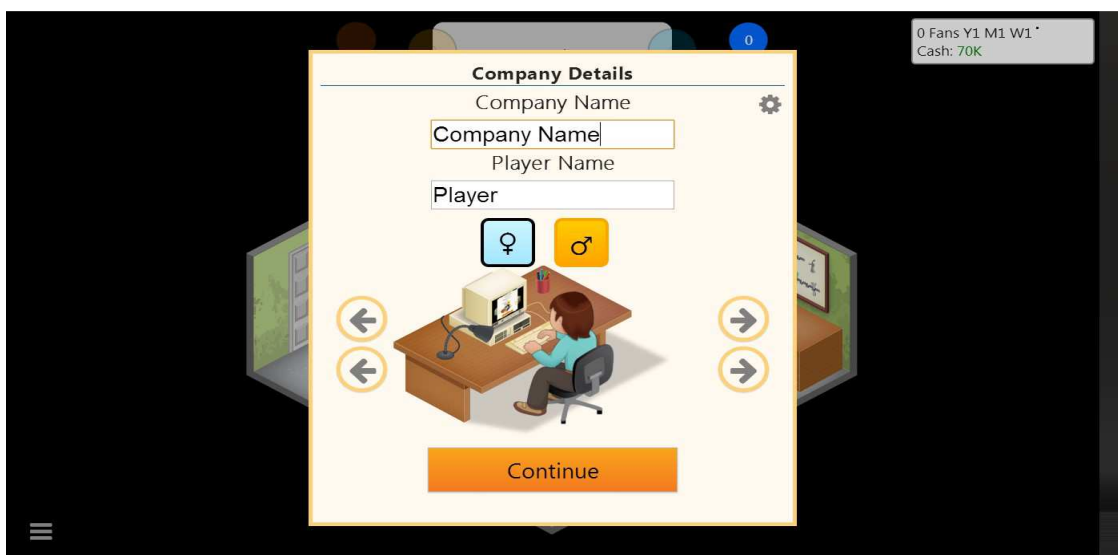 0
0 Fans Y1 M1 W1
Cash: 70K
Company Details
Company Name
Company Name
Player Name
Player
♀ ♂
Continue